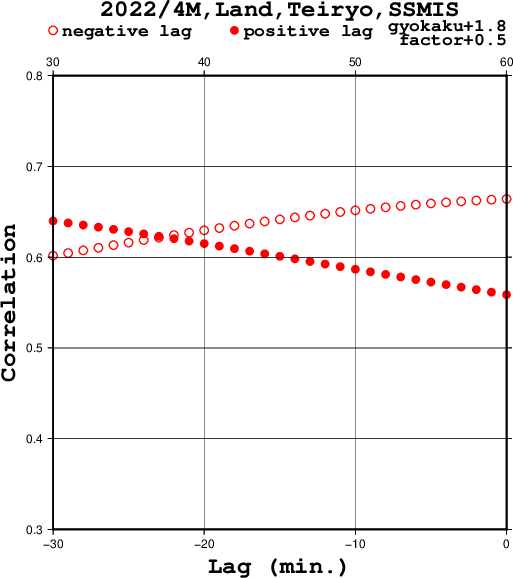 2022/4M,Land,Teiryo,SSMIS
negative lag positive lag gyokaku+1.8
factor+0.5
30 40 50 60
0.8
0.7
0.6
0.5
0.4
0.3
Correlation
−30 −20 −10 0
Lag (min.)